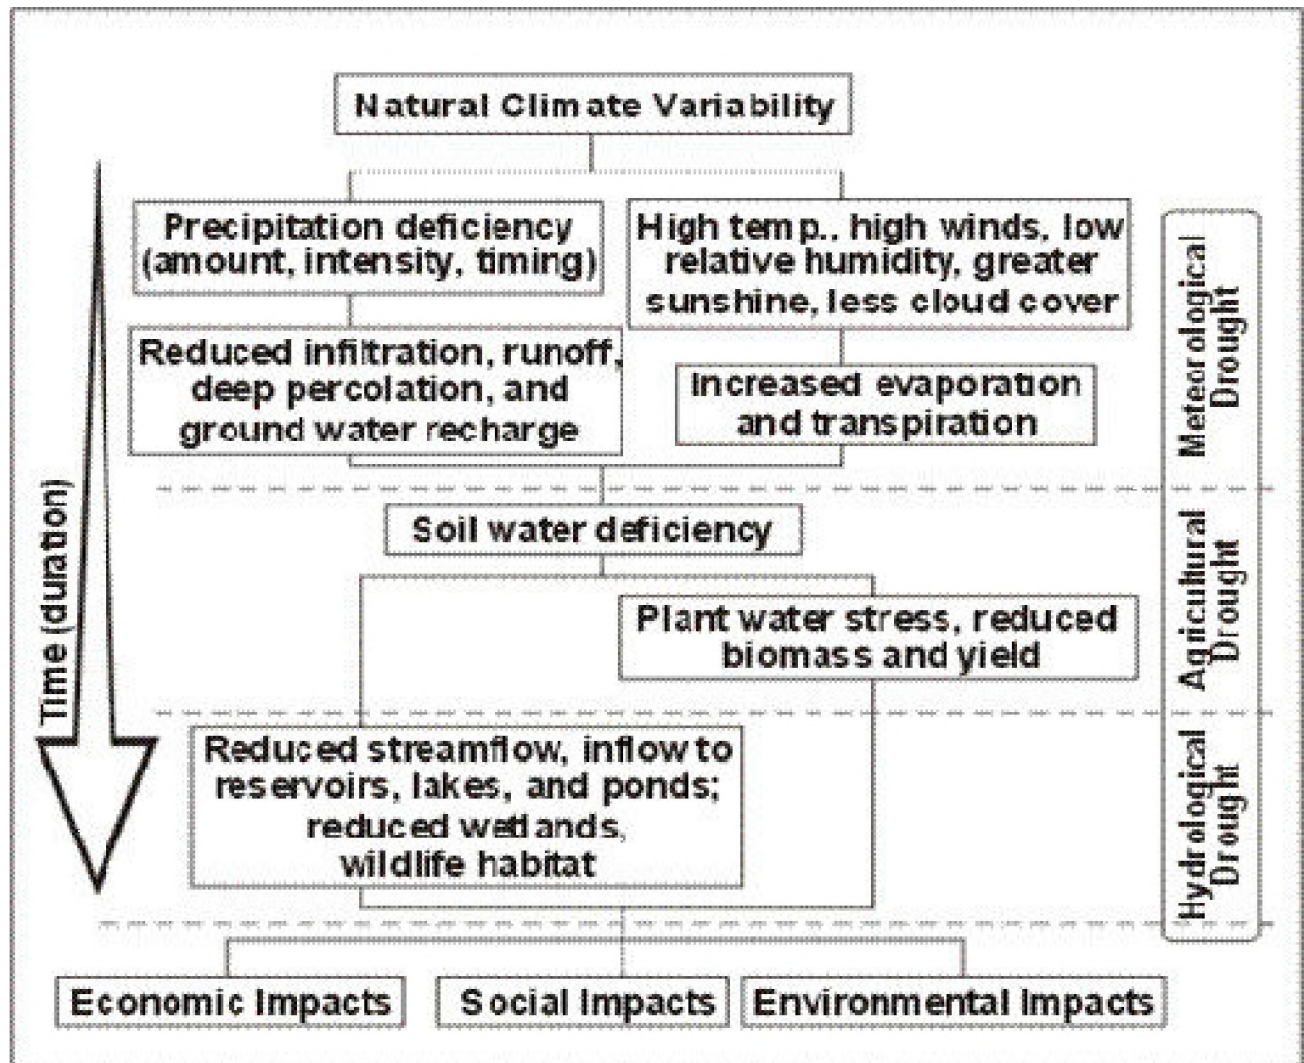 Natural Climate Variability
Precipitation deficiency
(amount, intensity, timing)
High temp., high winds, low
relative humidity, greater
sunshine, less cloud cover
Reduced infiltration, runoff,
deep percolation, and
ground water recharge
Increased evaporation
and transpiration
Meteorological
Drought
Time (duration)
Soil water deficiency
Plant water stress, reduced
biomass and yield
Agricultural
Drought
Reduced streamflow, inflow to
reservoirs, lakes, and ponds;
reduced wetlands,
wildlife habitat
Hydrological
Drought
Economic Impacts
Social Impacts
Environmental Impacts